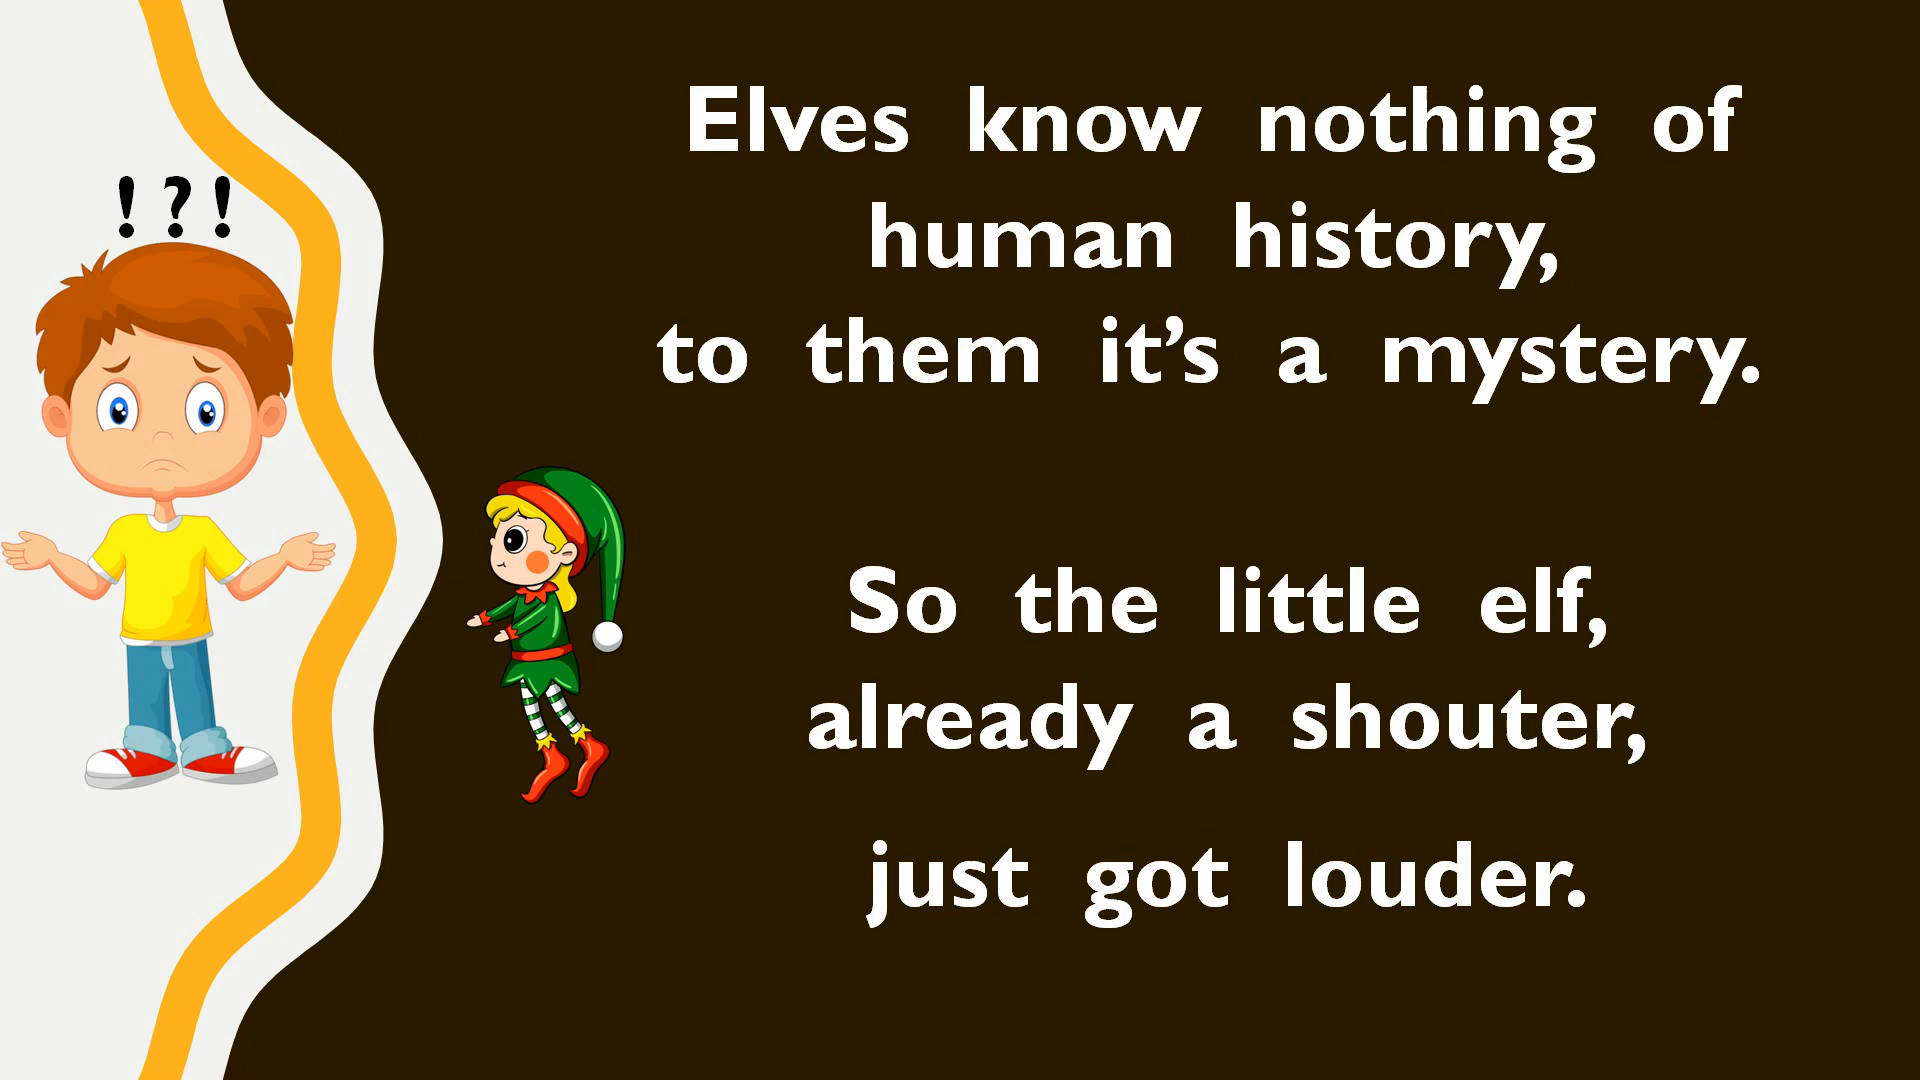 ! ? !
Elves know nothing of
human history,
to them it’s a mystery.
So the little elf,
already a shouter,
just got louder.